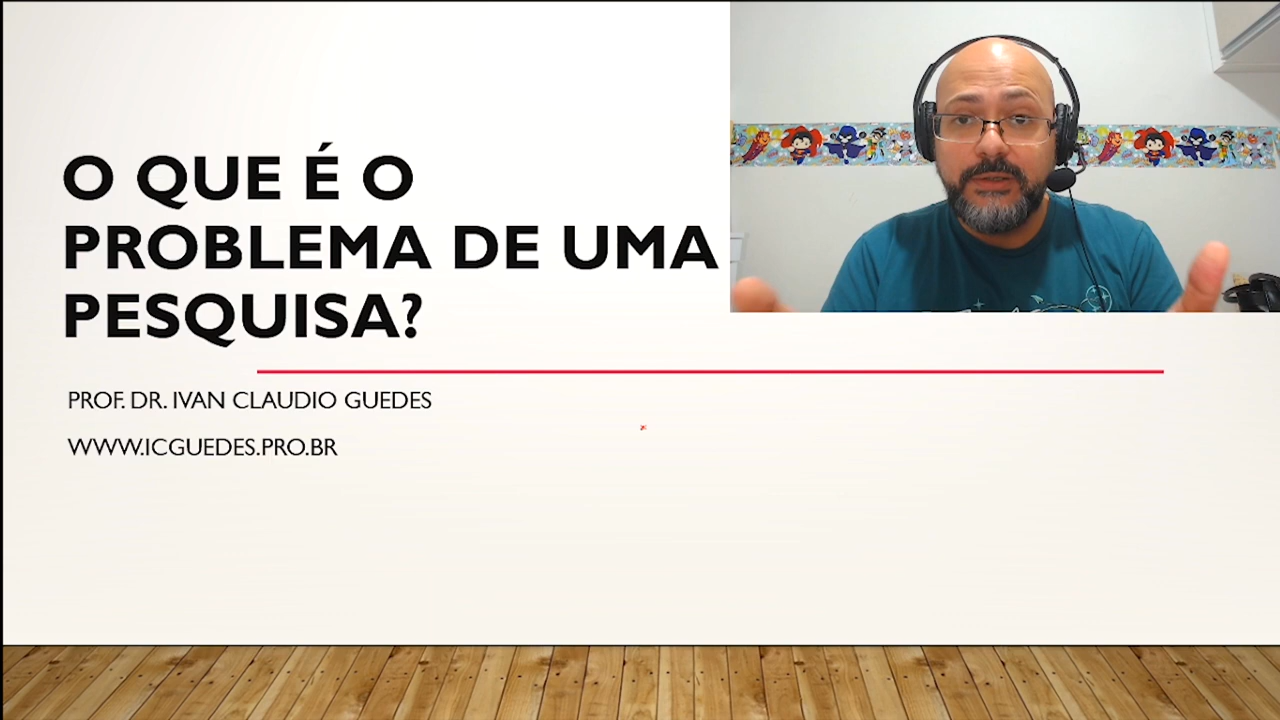 O QUE É O
PROBLEMA DE UMA
PESQUISA?
PROF. DR. IVAN CLAUDIO GUEDES
WWW.ICGUEDES.PRO.BR